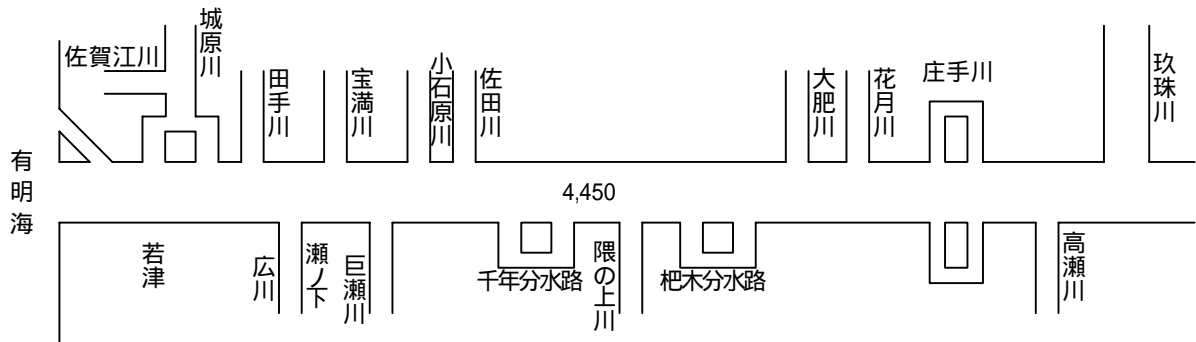 佐賀江川
城原川
田手川
宝満川
小石原川
佐田川
大肥川
花月川
庄手川
玖珠川
有明海
4,450
若津
広川
瀬ノ下
巨瀬川
千年分水路
隈の上川
杷木分水路
高瀬川